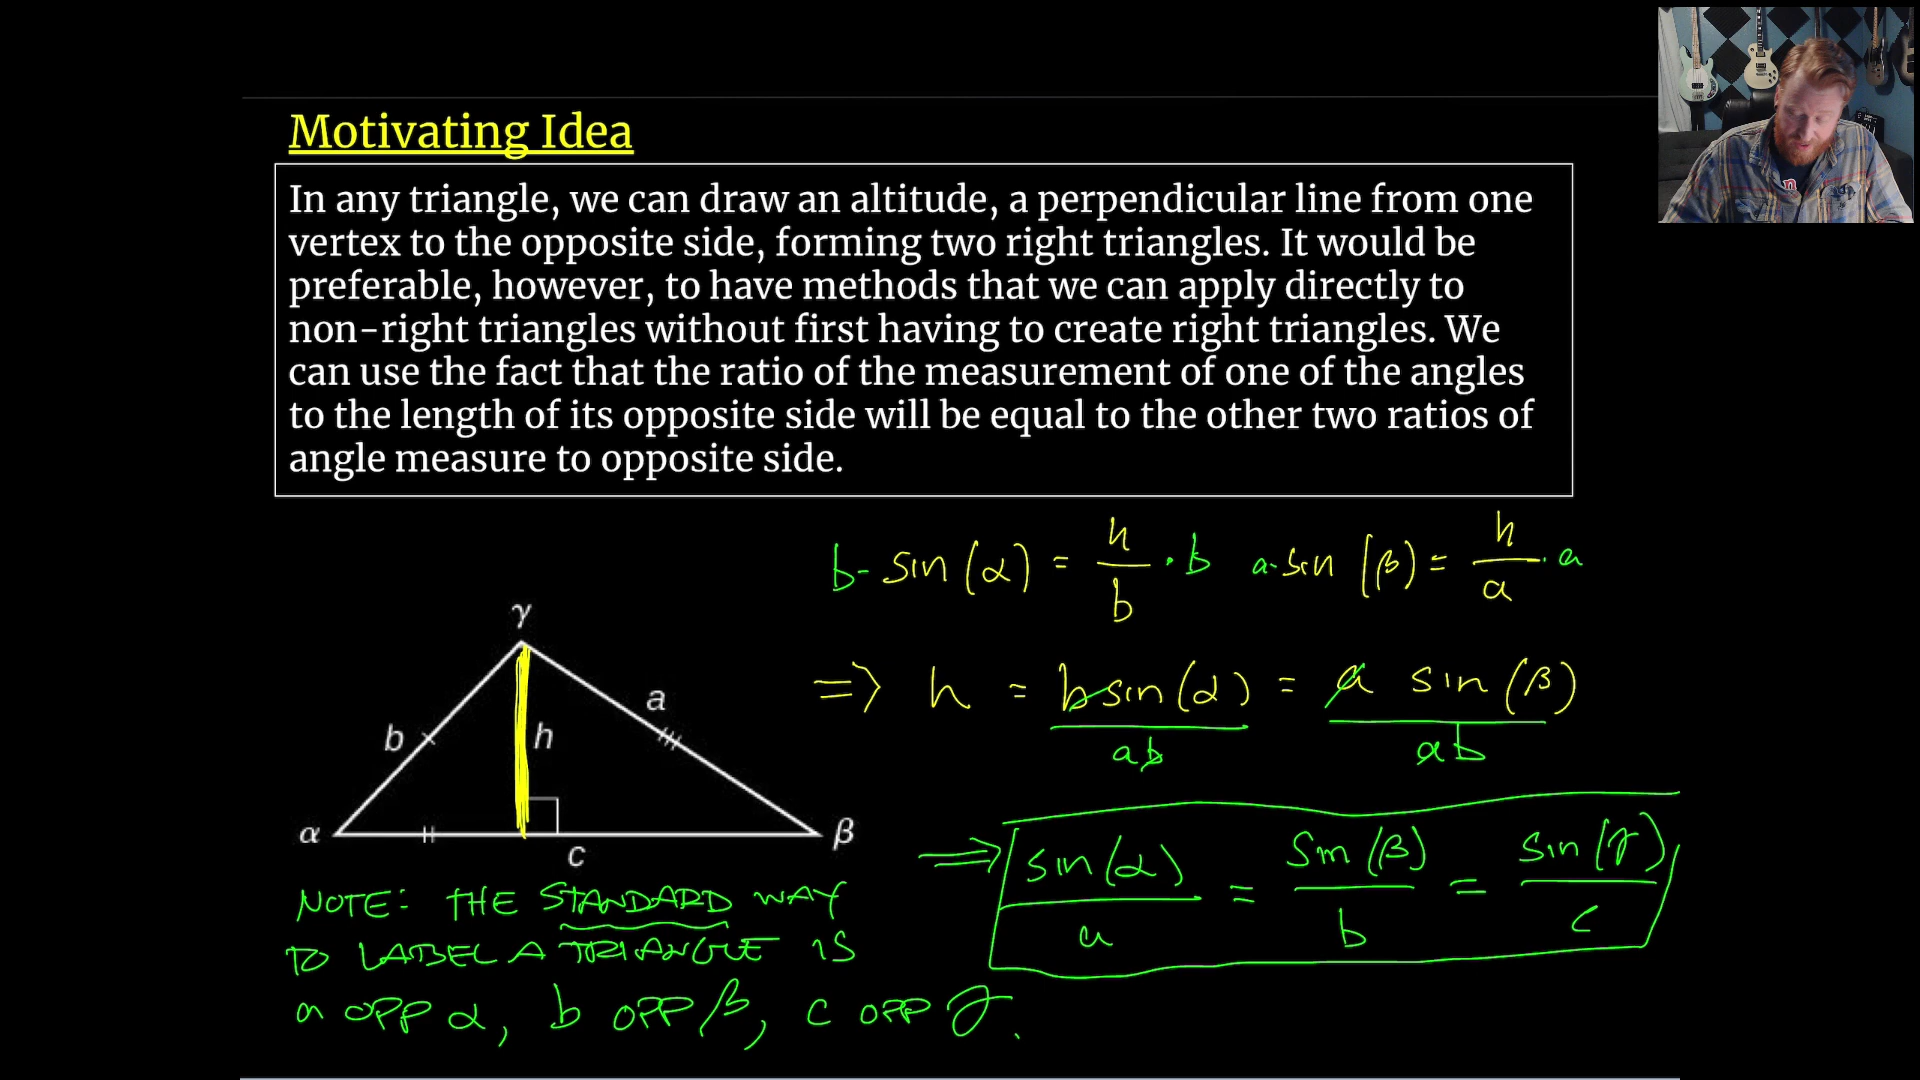 Motivating Idea
In any triangle, we can draw an altitude, a perpendicular line from one
vertex to the opposite side, forming two right triangles. It would be
preferable, however, to have methods that we can apply directly to
non-right triangles without first having to create right triangles. We
can use the fact that the ratio of the measurement of one of the angles
to the length of its opposite side will be equal to the other two ratios of
angle measure to opposite side.
b· sin(α) = h/b · b   a·sin(β) = h/a · a
=> h = bsin(α)/ab = a sin(β)/ab
=> sin(α)/a = sin(β)/b = sin(γ)/c
γ
a
b
h
α
β
c
NOTE: THE STANDARD WAY
TO LABEL A TRIANGLE IS
a OPP α, b OPP β, c OPP γ.